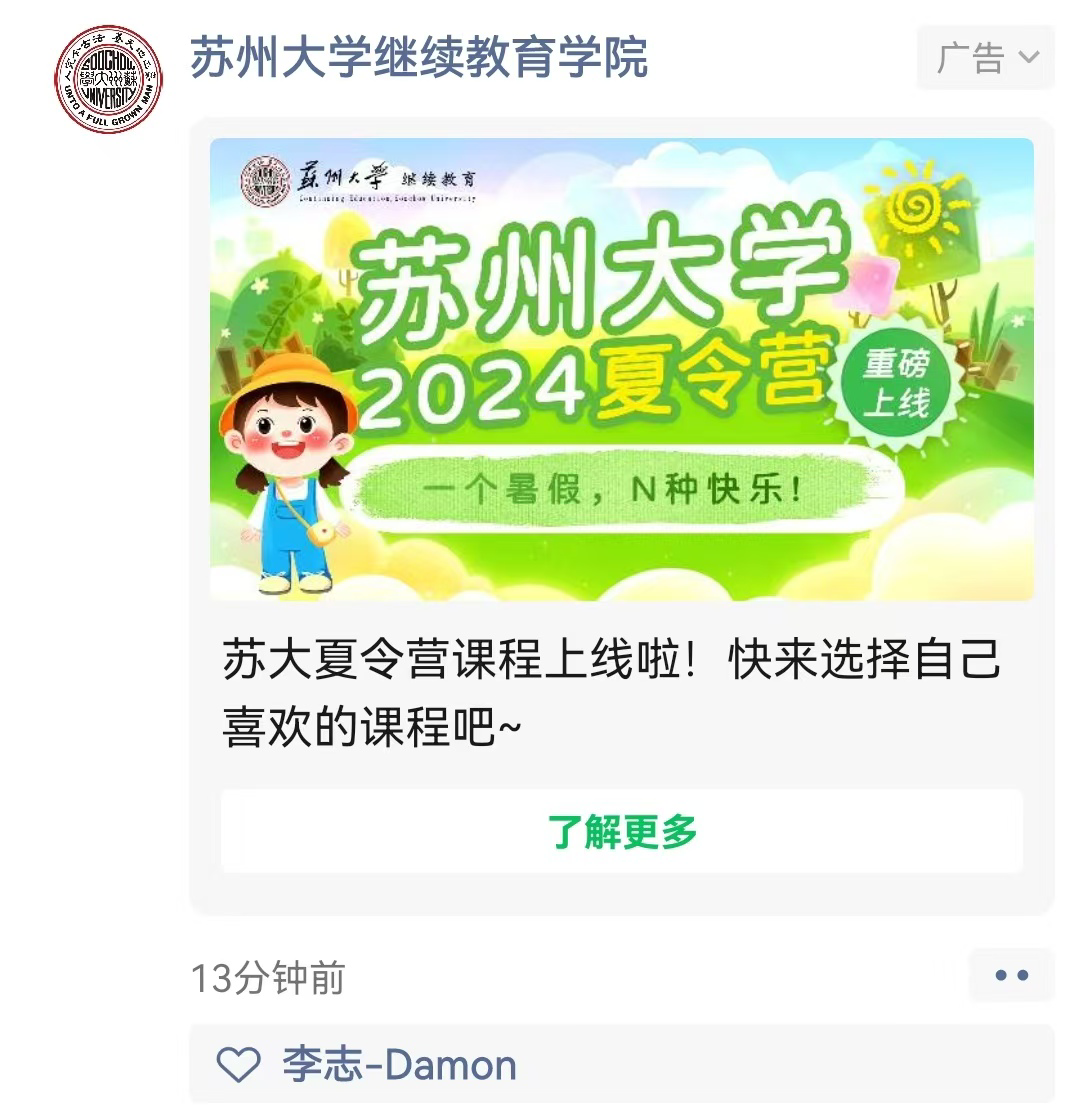 苏州大学继续教育学院
广告
SOOCHOW
UNIVERSITY
UNTO A FULL GROWN MAN
蘇州大學 继续教育
Continuing Education, Soochow University
苏州大学
2024夏令营
重磅
上线
一个暑假，N种快乐！
苏大夏令营课程上线啦！快来选择自己
喜欢的课程吧~
了解更多
13分钟前
李志-Damon